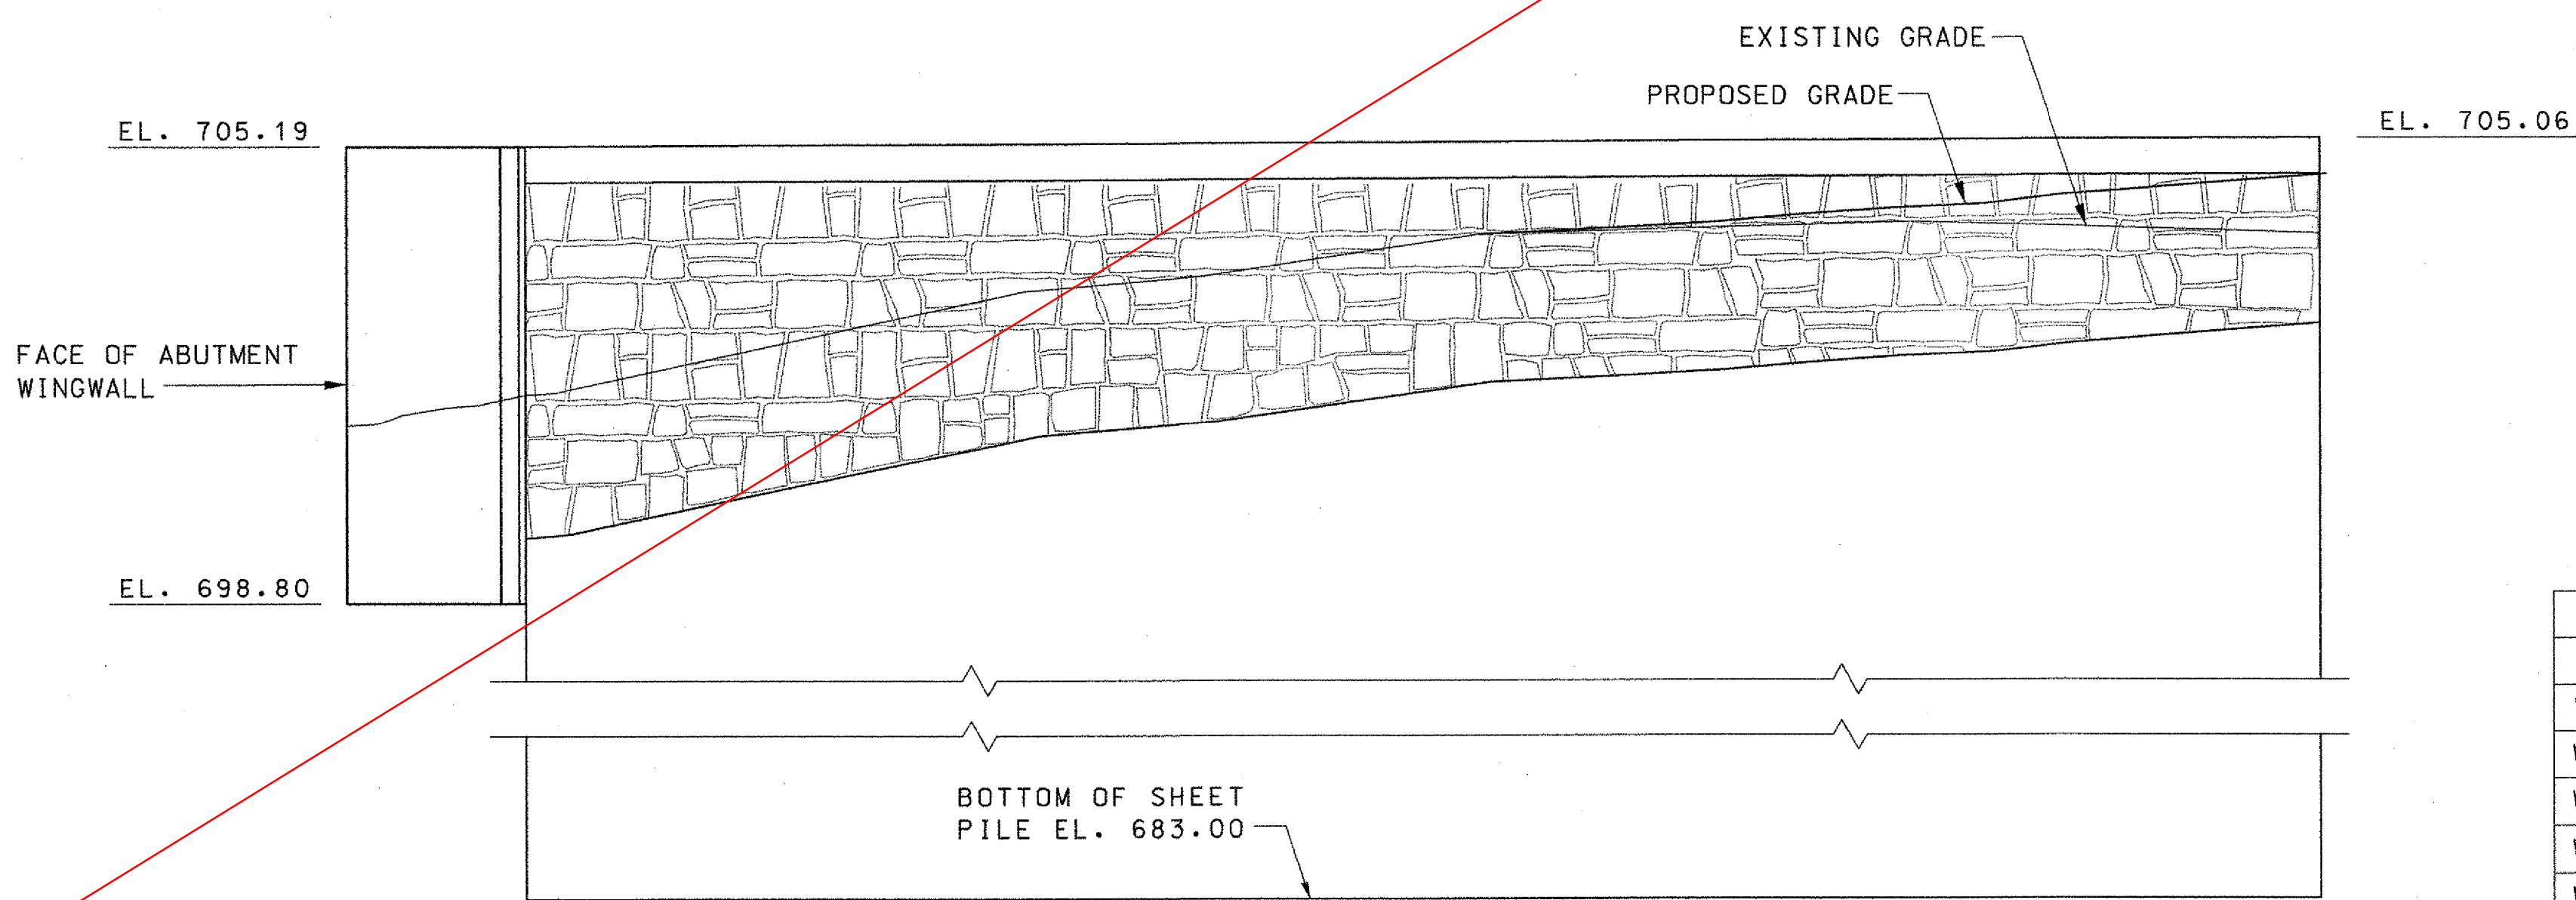 EXISTING GRADE
PROPOSED GRADE
EL. 705.19
EL. 705.06
FACE OF ABUTMENT
WINGWALL
EL. 698.80
BOTTOM OF SHEET
PILE EL. 683.00